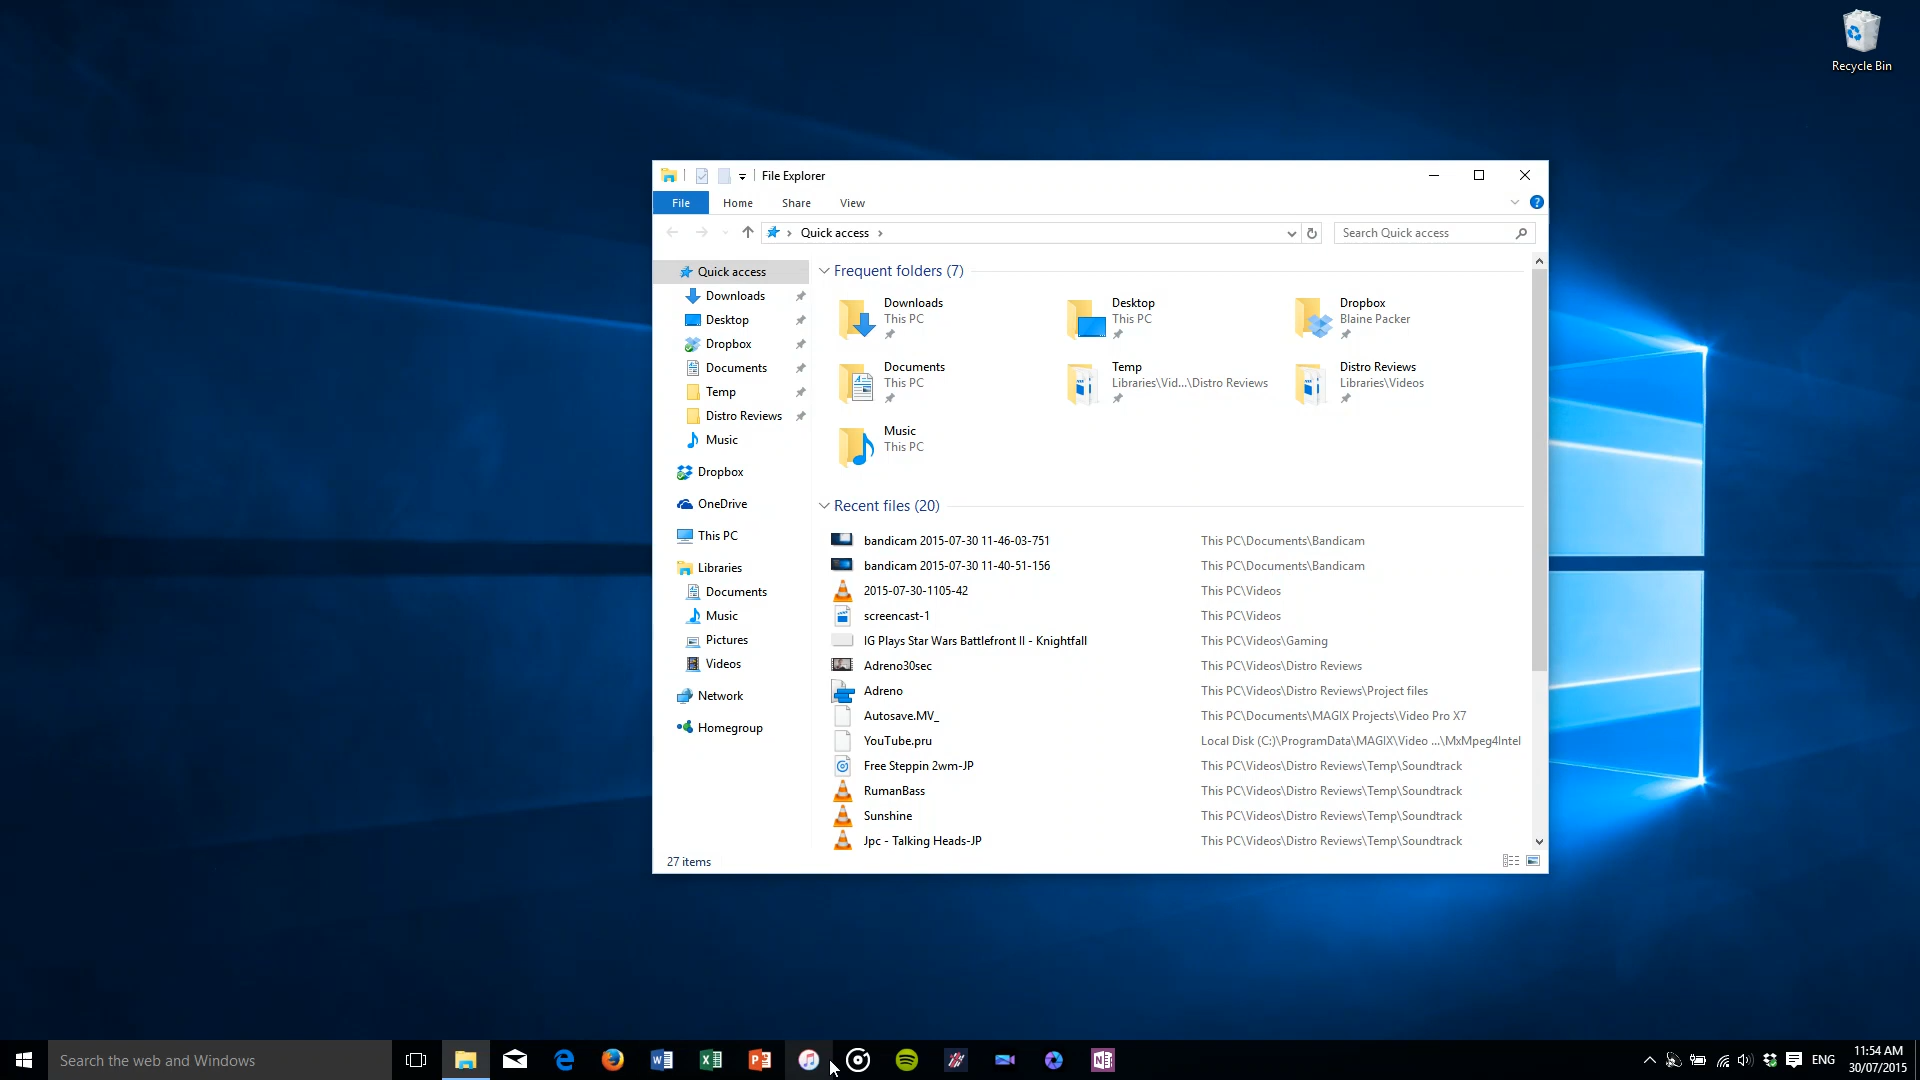 Recycle Bin
File Explorer
File Home Share View
Quick access Search Quick access
Quick access
Downloads
Desktop
Dropbox
Documents
Temp
Distro Reviews
Music
Dropbox
OneDrive
This PC
Libraries
Documents
Music
Pictures
Videos
Network
Homegroup
Frequent folders (7)
Downloads
This PC
Desktop
This PC
Dropbox
Blaine Packer
Documents
This PC
Temp
Libraries\Vid...\Distro Reviews
Distro Reviews
Libraries\Videos
Music
This PC
Recent files (20)
bandicam 2015-07-30 11-46-03-751 This PC\Documents\Bandicam
bandicam 2015-07-30 11-40-51-156 This PC\Documents\Bandicam
2015-07-30-1105-42 This PC\Videos
screencast-1 This PC\Videos
IG Plays Star Wars Battlefront II - Knightfall This PC\Videos\Gaming
Adreno30sec This PC\Videos\Distro Reviews
Adreno This PC\Videos\Distro Reviews\Project files
Autosave.MV_ This PC\Documents\MAGIX Projects\Video Pro X7
YouTube.pru Local Disk (C:)\ProgramData\MAGIX\Video ...\MxMpeg4Intel
Free Steppin 2wm-JP This PC\Videos\Distro Reviews\Temp\Soundtrack
RumanBass This PC\Videos\Distro Reviews\Temp\Soundtrack
Sunshine This PC\Videos\Distro Reviews\Temp\Soundtrack
Jpc - Talking Heads-JP This PC\Videos\Distro Reviews\Temp\Soundtrack
27 items
Search the web and Windows
ENG
11:54 AM
30/07/2015